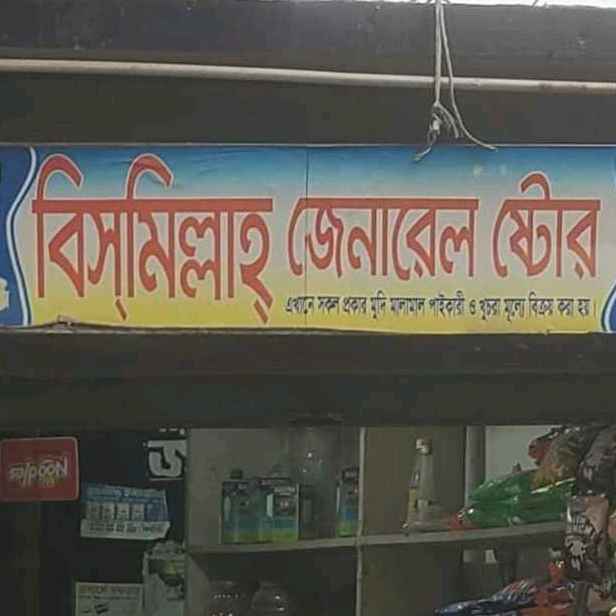 বিস্‌মিল্লাহ্‌ জেনারেল ষ্টোর
এখানে সকল প্রকার মুদি মালামাল পাইকারী ও খুচরা মূল্যে বিক্রয় করা হয়।